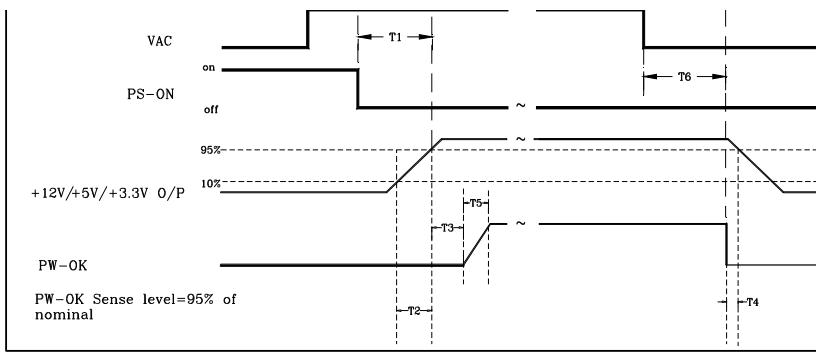 VAC
T1
T6
on
PS-ON
off
~
~
95%
10%
+12V/+5V/+3.3V O/P
T5
T3
~
PW-OK
PW-OK Sense level=95% of
nominal
T2
T4